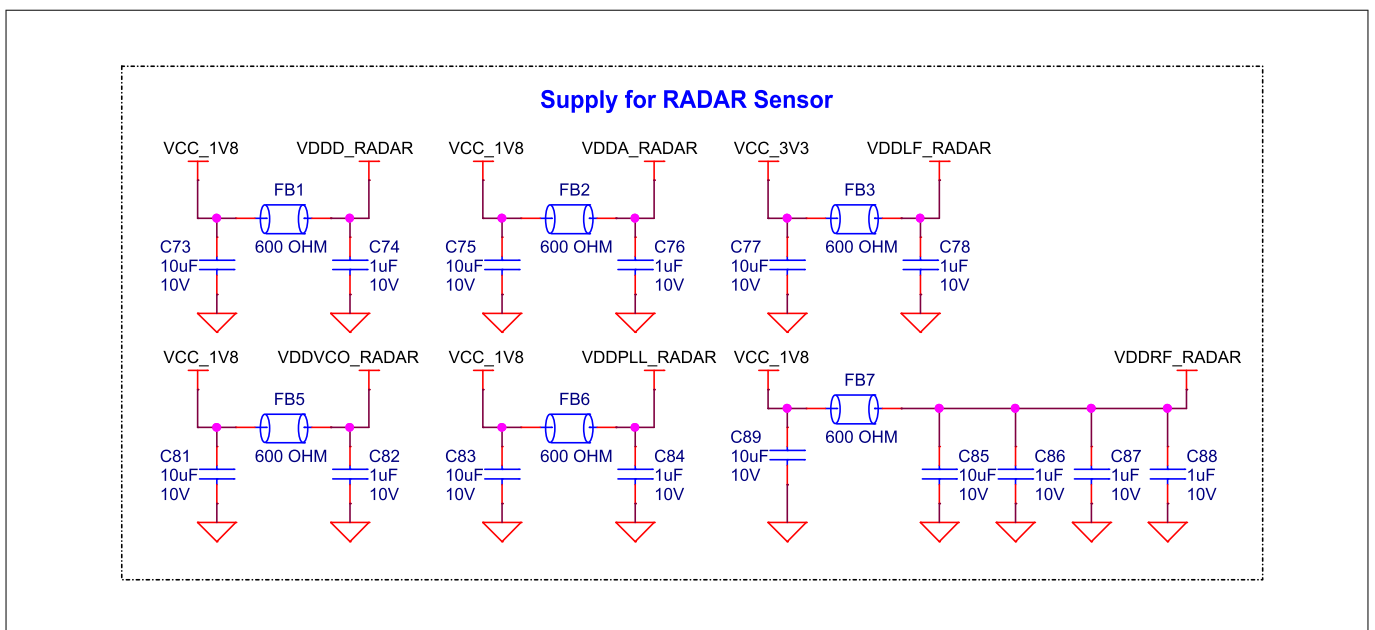 Supply for RADAR Sensor
VCC_1V8
VDDD_RADAR
FB1
600 OHM
C73
10uF
10V
C74
1uF
10V
VCC_1V8
VDDA_RADAR
FB2
600 OHM
C75
10uF
10V
C76
1uF
10V
VCC_3V3
VDDLF_RADAR
FB3
600 OHM
C77
10uF
10V
C78
1uF
10V
VCC_1V8
VDDVCO_RADAR
FB5
600 OHM
C81
10uF
10V
C82
1uF
10V
VCC_1V8
VDDPLL_RADAR
FB6
600 OHM
C83
10uF
10V
C84
1uF
10V
VCC_1V8
VDDRF_RADAR
FB7
600 OHM
C89
10uF
10V
C85
10uF
10V
C86
1uF
10V
C87
1uF
10V
C88
1uF
10V